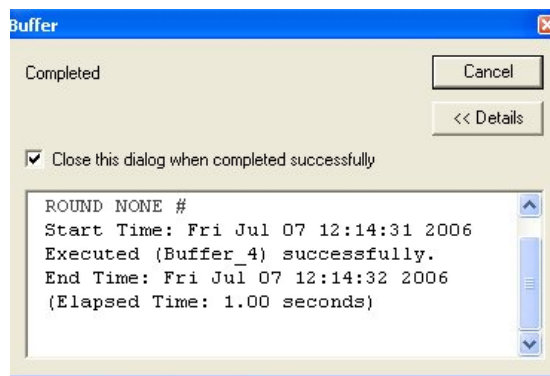 Buffer
Completed
Cancel
<< Details
Close this dialog when completed successfully
ROUND NONE #
Start Time: Fri Jul 07 12:14:31 2006
Executed (Buffer_4) successfully.
End Time: Fri Jul 07 12:14:32 2006
(Elapsed Time: 1.00 seconds)